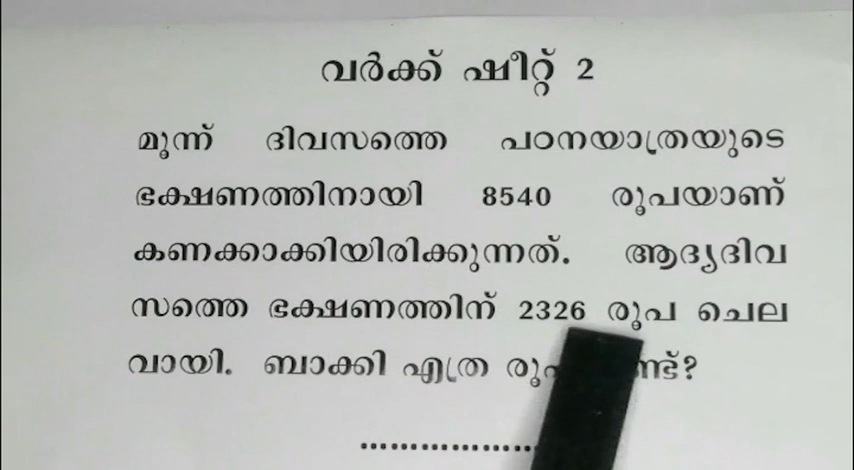 വർക്ക് ഷീറ്റ് 2
മൂന്ന് ദിവസത്തെ പഠനയാത്രയുടെ
ഭക്ഷണത്തിനായി 8540 രൂപയാണ്
കണക്കാക്കിയിരിക്കുന്നത്. ആദ്യദിവ
സത്തെ ഭക്ഷണത്തിന് 2326 രൂപ ചെല
വായി. ബാക്കി എത്ര